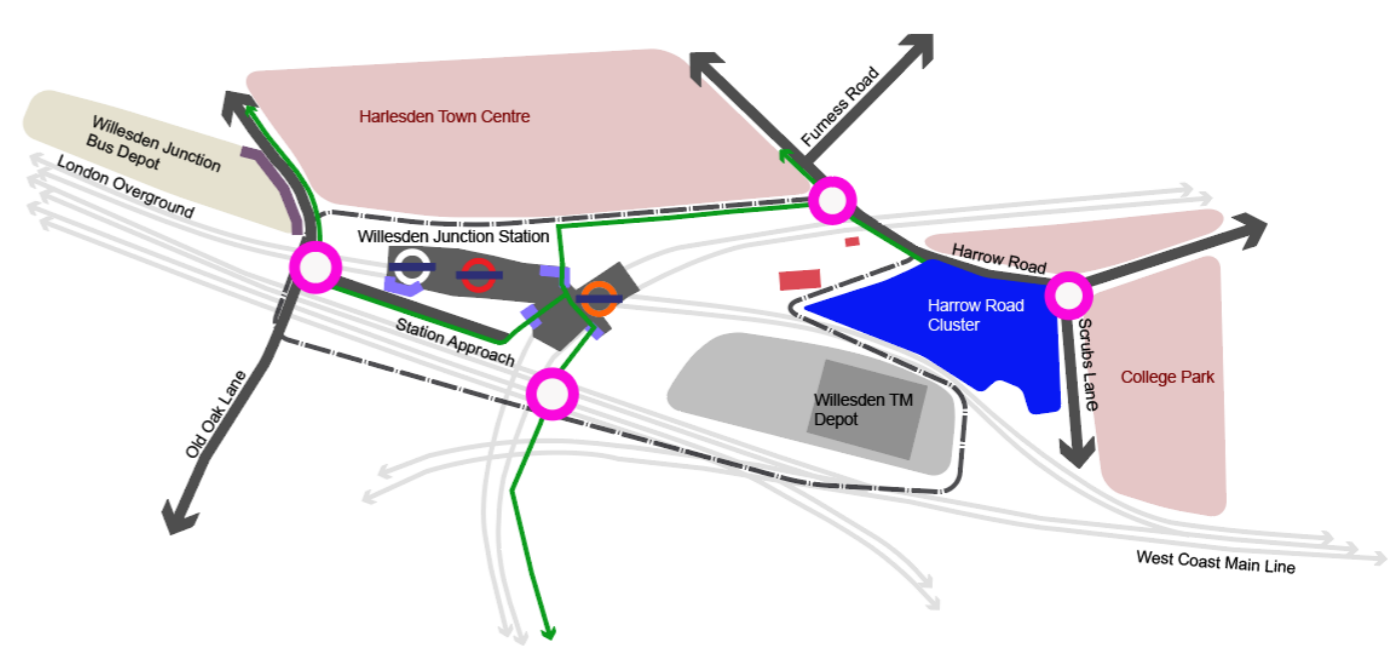 Furness Road
Harlesden Town Centre
Willesden Junction
Bus Depot
London Overground
Willesden Junction Station
Harrow Road
Harrow Road
Cluster
Station Approach
Scrubs Lane
College Park
Old Oak Lane
Willesden TM
Depot
West Coast Main Line